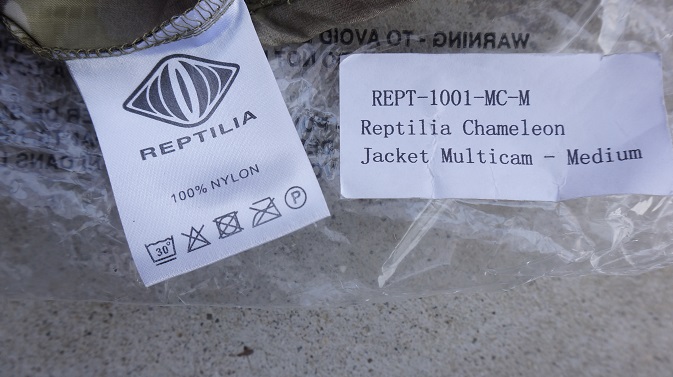 REPTILIA
100% NYLON
30°
P
REPT-1001-MC-M
Reptilia Chameleon
Jacket Multicam - Medium
WARNING - TO AVOID